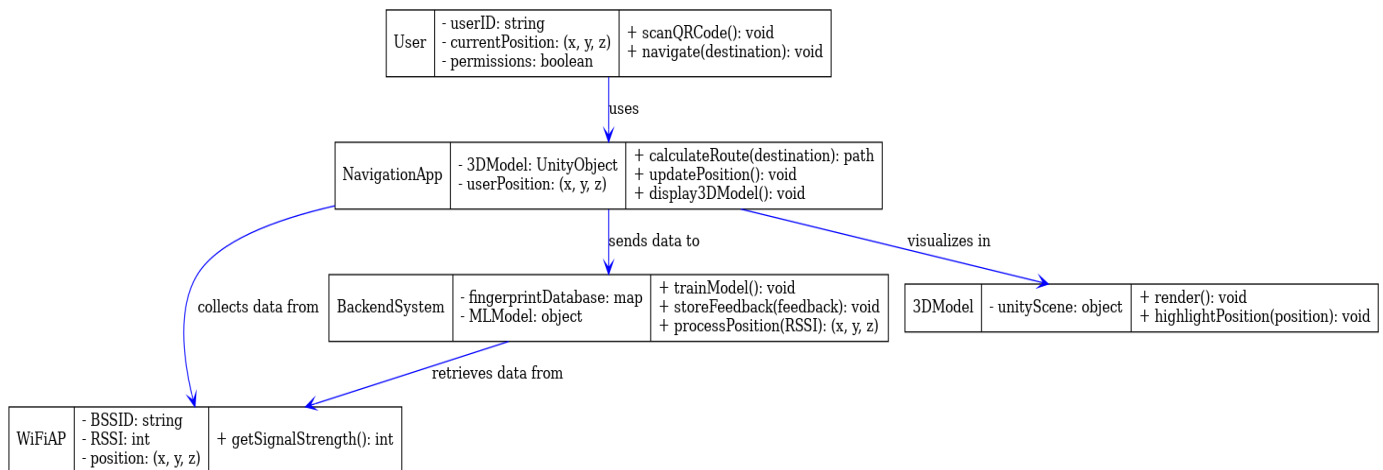 User
- userID: string
- currentPosition: (x, y, z)
- permissions: boolean
+ scanQRCode(): void
+ navigate(destination): void
uses
NavigationApp
- 3DModel: UnityObject
- userPosition: (x, y, z)
+ calculateRoute(destination): path
+ updatePosition(): void
+ display3DModel(): void
sends data to
visualizes in
collects data from
BackendSystem
- fingerprintDatabase: map
- MLModel: object
+ trainModel(): void
+ storeFeedback(feedback): void
+ processPosition(RSSI): (x, y, z)
3DModel
- unityScene: object
+ render(): void
+ highlightPosition(position): void
retrieves data from
WiFiAP
- BSSID: string
- RSSI: int
- position: (x, y, z)
+ getSignalStrength(): int